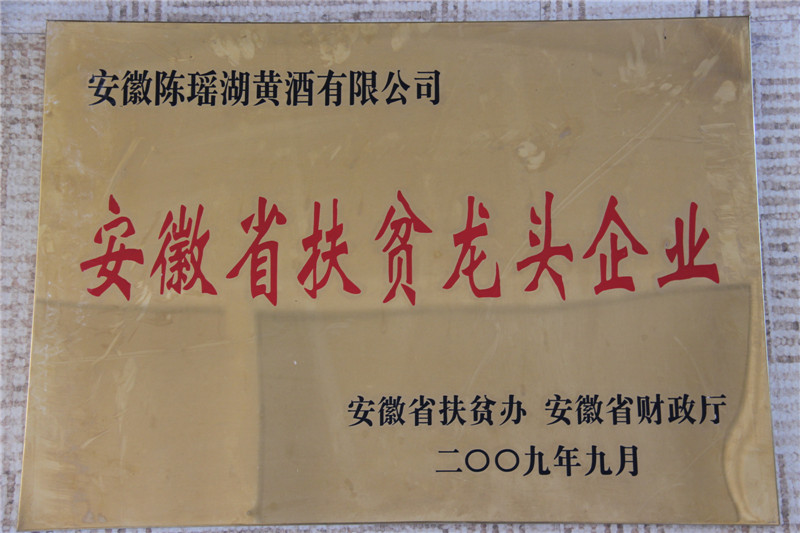 安徽陈瑶湖黄酒有限公司
安徽省扶贫龙头企业
安徽省扶贫办 安徽省财政厅
二〇〇九年九月